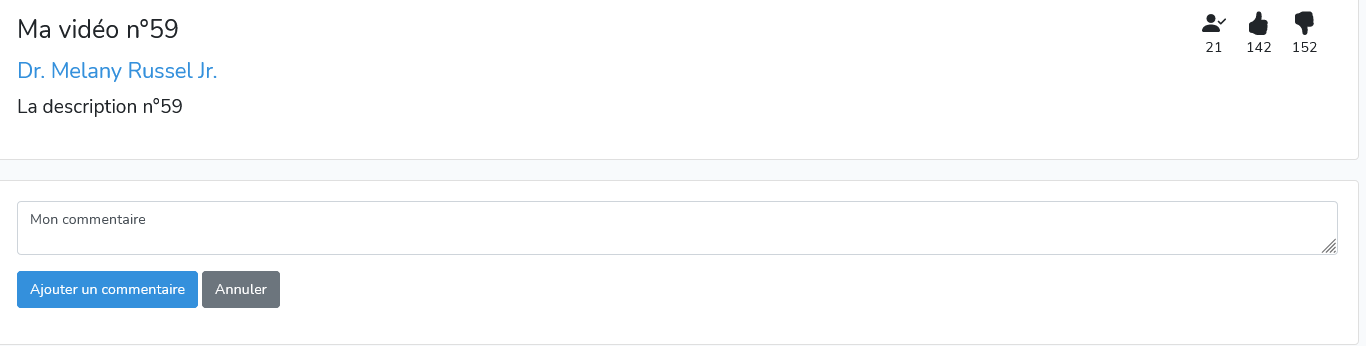 Ma vidéo n°59
21 142 152
Dr. Melany Russel Jr.
La description n°59
Mon commentaire
Ajouter un commentaire Annuler